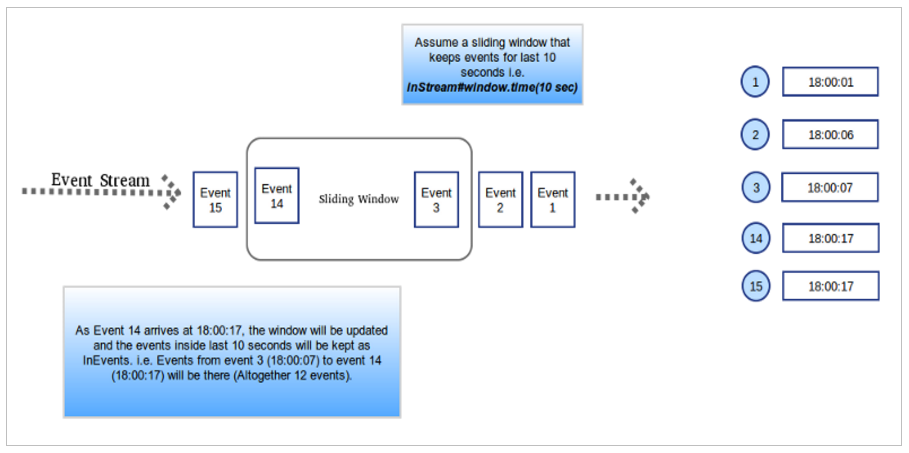 Assume a sliding window that
keeps events for last 10
seconds i.e.
InStream#window.time(10 sec)
1
18:00:01
2
18:00:06
3
18:00:07
14
18:00:17
15
18:00:17
Event Stream
Event
15
Event
14
Sliding Window
Event
3
Event
2
Event
1
As Event 14 arrives at 18:00:17, the window will be updated
and the events inside last 10 seconds will be kept as
InEvents. i.e. Events from event 3 (18:00:07) to event 14
(18:00:17) will be there (Altogether 12 events).